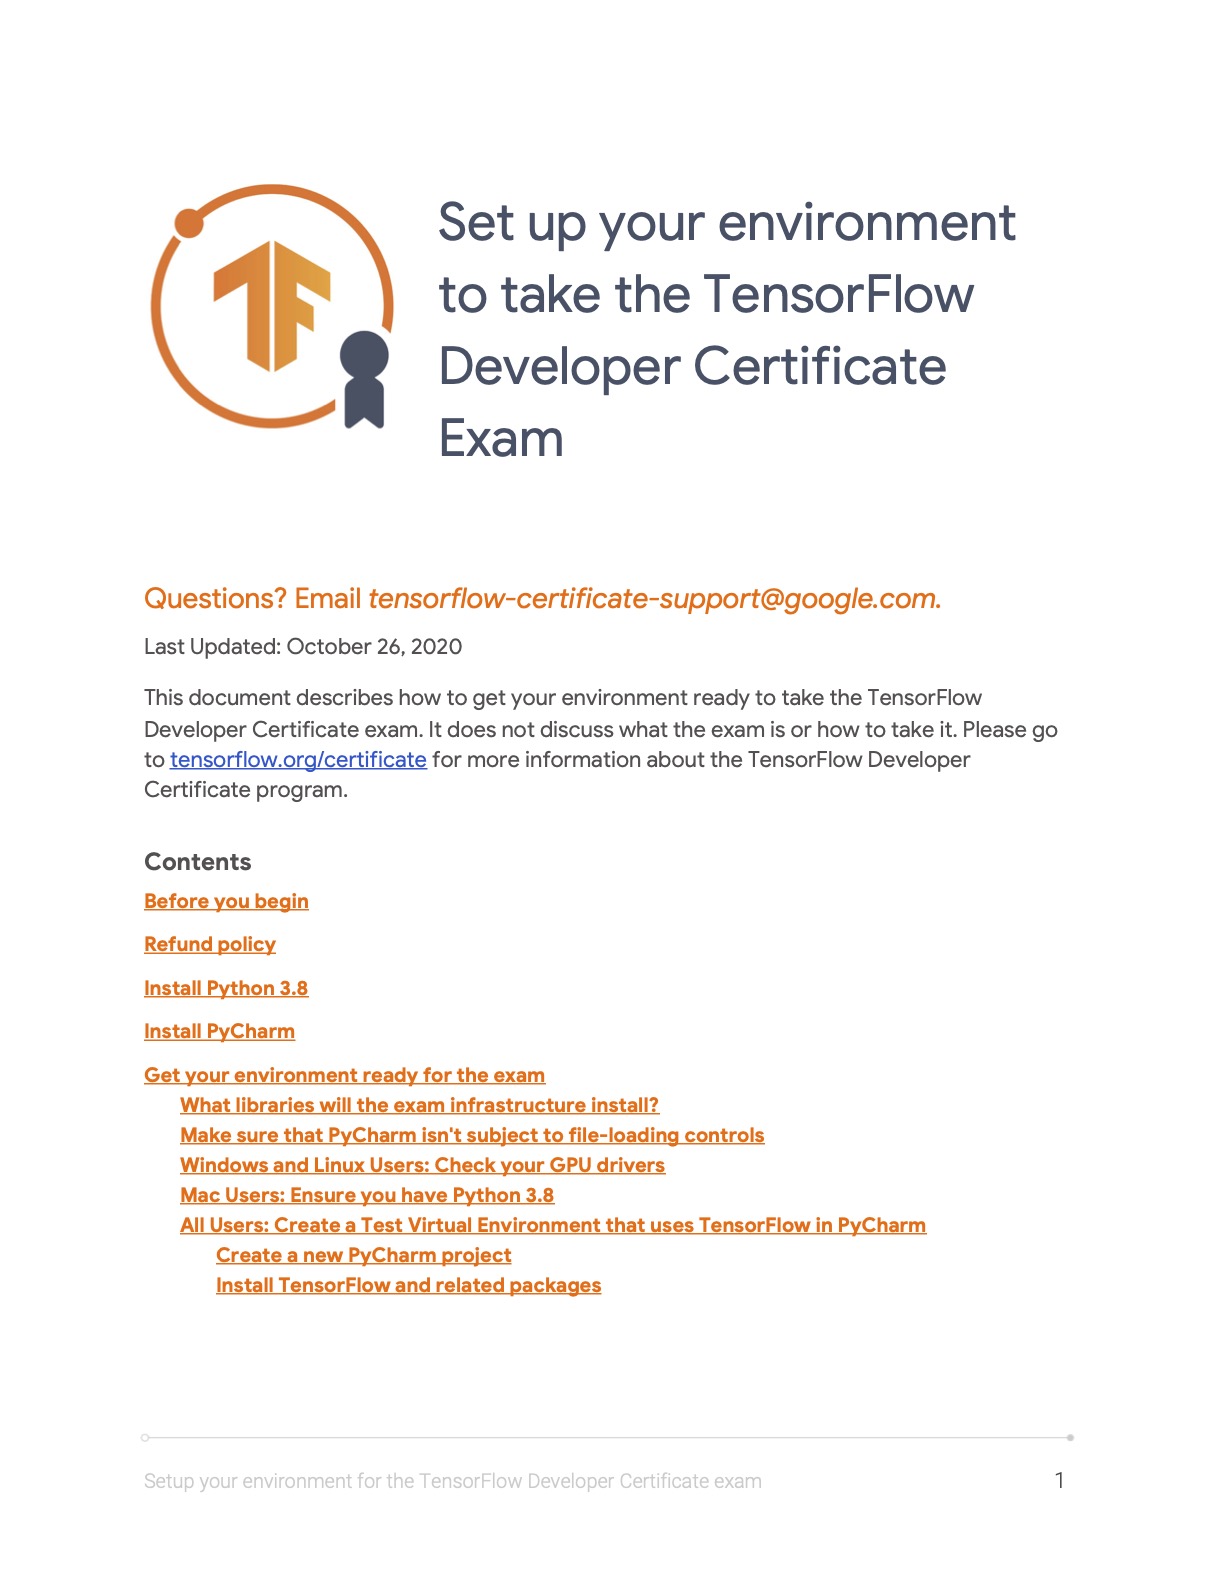 Set up your environment
to take the TensorFlow
Developer Certificate
Exam
Questions? Email tensorflow-certificate-support@google.com.
Last Updated: October 26, 2020
This document describes how to get your environment ready to take the TensorFlow
Developer Certificate exam. It does not discuss what the exam is or how to take it. Please go
to tensorflow.org/certificate for more information about the TensorFlow Developer
Certificate program.
Contents
Before you begin
Refund policy
Install Python 3.8
Install PyCharm
Get your environment ready for the exam
What libraries will the exam infrastructure install?
Make sure that PyCharm isn't subject to file-loading controls
Windows and Linux Users: Check your GPU drivers
Mac Users: Ensure you have Python 3.8
All Users: Create a Test Virtual Environment that uses TensorFlow in PyCharm
Create a new PyCharm project
Install TensorFlow and related packages
Setup your environment for the TensorFlow Developer Certificate exam 1